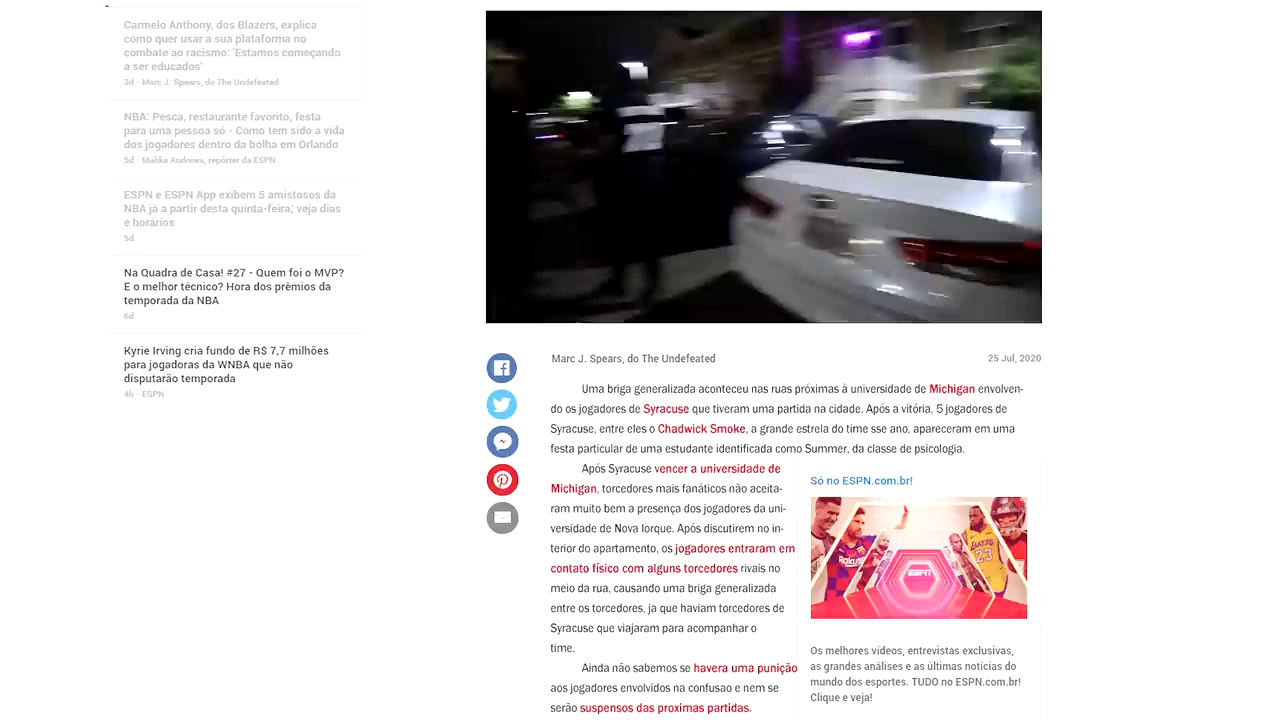 Carmelo Anthony, dos Blazers, explica
como quer usar a sua plataforma no
combate ao racismo: 'Estamos começando
a ser educados'
3d · Marc J. Spears, do The Undefeated
NBA: Pesca, restaurante favorito, festa
para uma pessoa só - Como tem sido a vida
dos jogadores dentro da bolha em Orlando
5d · Malika Andrews, repórter da ESPN
ESPN e ESPN App exibem 5 amistosos da
NBA já a partir desta quinta-feira; veja dias
e horários
5d
Na Quadra de Casa! #27 - Quem foi o MVP?
E o melhor técnico? Hora dos prêmios da
temporada da NBA
6d
Kyrie Irving cria fundo de R$ 7,7 milhões
para jogadoras da WNBA que não
disputarão temporada
4h · ESPN
Marc J. Spears, do The Undefeated
25 Jul, 2020
Uma briga generalizada aconteceu nas ruas próximas à universidade de Michigan envolven-
do os jogadores de Syracuse que tiveram uma partida na cidade. Após a vitória, 5 jogadores de
Syracuse, entre eles o Chadwick Smoke, a grande estrela do time sse ano, apareceram em uma
festa particular de uma estudante identificada como Summer, da classe de psicologia.
Após Syracuse vencer a universidade de
Michigan, torcedores mais fanáticos não aceita-
ram muito bem a presença dos jogadores da uni-
versidade de Nova Iorque. Após discutirem no in-
terior do apartamento, os jogadores entraram em
contato físico com alguns torcedores rivais no
meio da rua, causando uma briga generalizada
entre os torcedores, ja que haviam torcedores de
Syracuse que viajaram para acompanhar o
time.
Ainda não sabemos se havera uma punição
aos jogadores envolvidos na confusao e nem se
serão suspensos das proximas partidas.
Só no ESPN.com.br!
ESPN
23
Os melhores vídeos, entrevistas exclusivas,
as grandes análises e as últimas notícias do
mundo dos esportes. TUDO no ESPN.com.br!
Clique e veja!